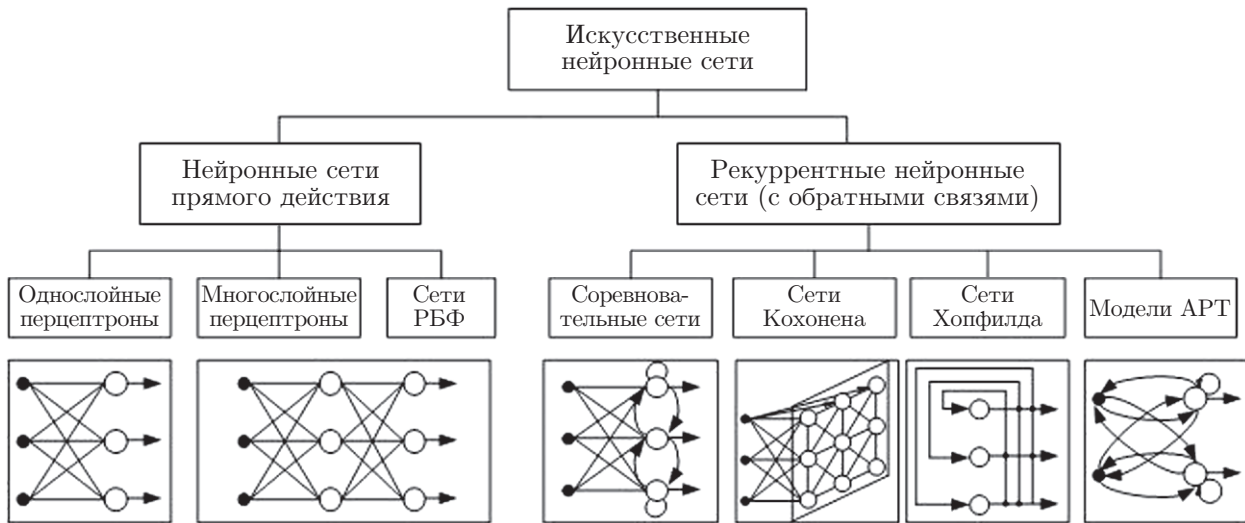 Искусственные
нейронные сети
Нейронные сети
прямого действия
Рекуррентные нейронные
сети (с обратными связями)
Однослойные
перцептроны
Многослойные
перцептроны
Сети
РБФ
Соревнова-
тельные сети
Сети
Кохонена
Сети
Хопфилда
Модели АРТ